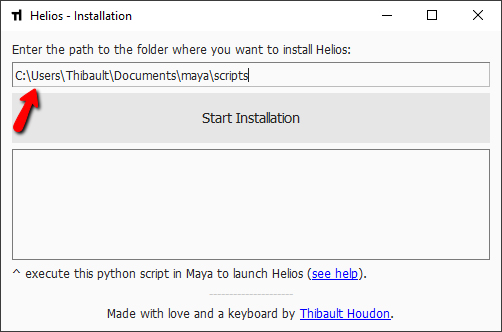 Helios - Installation
Enter the path to the folder where you want to install Helios:
C:\Users\Thibault\Documents\maya\scripts
Start Installation
^ execute this python script in Maya to launch Helios (see help).
Made with love and a keyboard by Thibault Houdon.